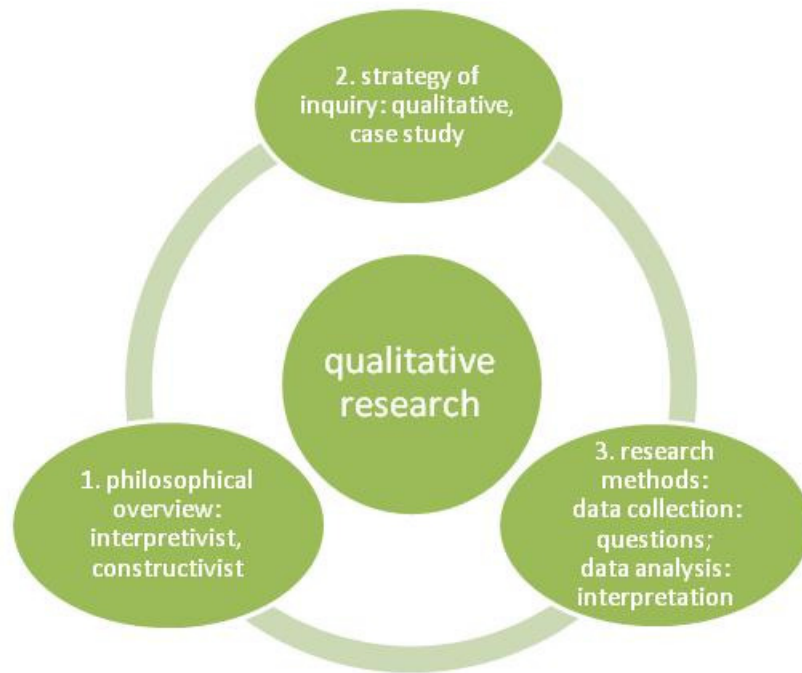 2. strategy of
inquiry: qualitative,
case study
qualitative
research
1. philosophical
overview:
interpretivist,
constructivist
3. research
methods:
data collection:
questions;
data analysis:
interpretation